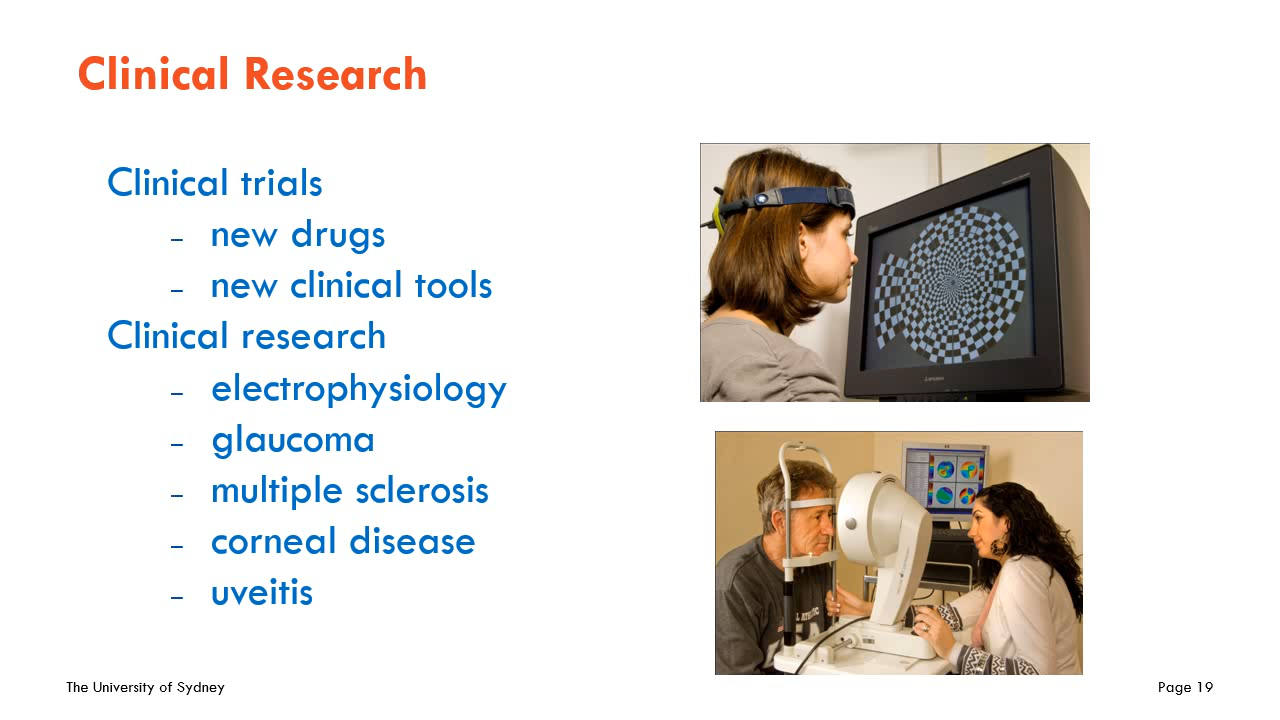 Clinical Research
Clinical trials
– new drugs
– new clinical tools
Clinical research
– electrophysiology
– glaucoma
– multiple sclerosis
– corneal disease
– uveitis
The University of Sydney
Page 19